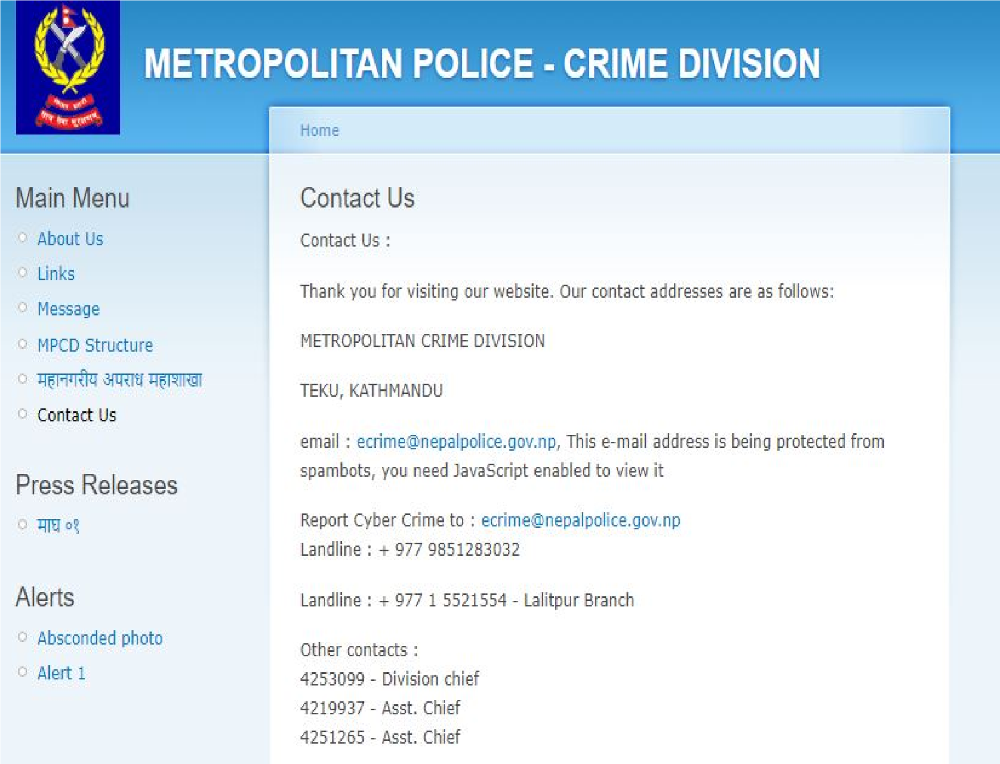 METROPOLITAN POLICE - CRIME DIVISION
Home
Main Menu
About Us
Links
Message
MPCD Structure
महानगरीय अपराध महाशाखा
Contact Us
Press Releases
माघ ०१
Alerts
Absconded photo
Alert 1
Contact Us
Contact Us :
Thank you for visiting our website. Our contact addresses are as follows:
METROPOLITAN CRIME DIVISION
TEKU, KATHMANDU
email : ecrime@nepalpolice.gov.np, This e-mail address is being protected from
spambots, you need JavaScript enabled to view it
Report Cyber Crime to : ecrime@nepalpolice.gov.np
Landline : + 977 9851283032
Landline : + 977 1 5521554 - Lalitpur Branch
Other contacts :
4253099 - Division chief
4219937 - Asst. Chief
4251265 - Asst. Chief